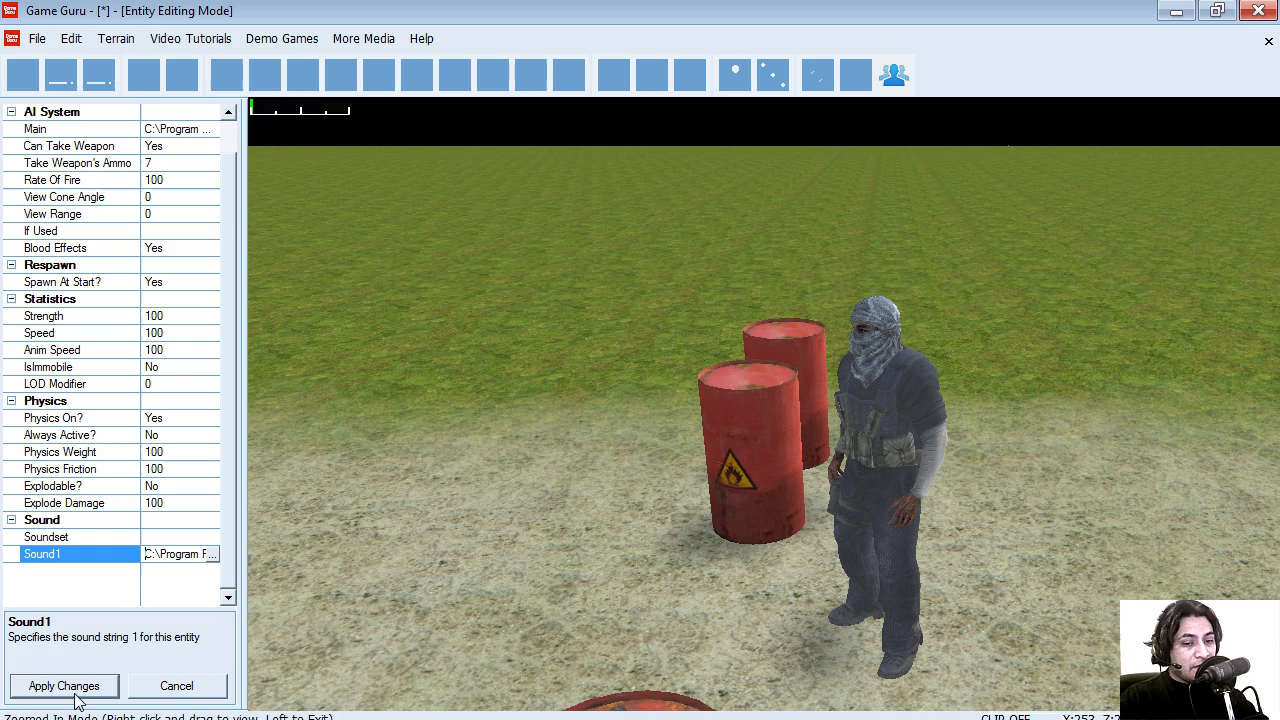 Game Guru - [*] - [Entity Editing Mode]
File Edit Terrain Video Tutorials Demo Games More Media Help
AI System
Main C:\Program ...
Can Take Weapon Yes
Take Weapon's Ammo 7
Rate Of Fire 100
View Cone Angle 0
View Range 0
If Used
Blood Effects Yes
Respawn
Spawn At Start? Yes
Statistics
Strength 100
Speed 100
Anim Speed 100
IsImmobile No
LOD Modifier 0
Physics
Physics On? Yes
Always Active? No
Physics Weight 100
Physics Friction 100
Explodable? No
Explode Damage 100
Sound
Soundset
Sound1 C:\Program F ...
Sound1
Specifies the sound string 1 for this entity
Apply Changes Cancel
Zoomed In Mode (Right click and drag to view, Left to Exit) CLIP OFF X:253,